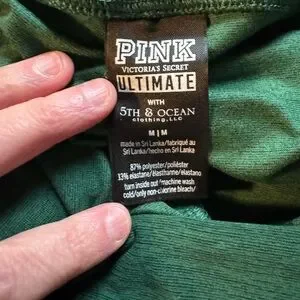 PINK
VICTORIA'S SECRET
ULTIMATE
WITH
5TH & OCEAN
clothing, LLC
M | M
made in Sri Lanka/fabriqué au
Sri Lanka/hecho en Sri Lanka
87% polyester/poliéster
13% elastane/élasthanne/elastano
turn inside out/machine wash
cold/only non-chlorine bleach/